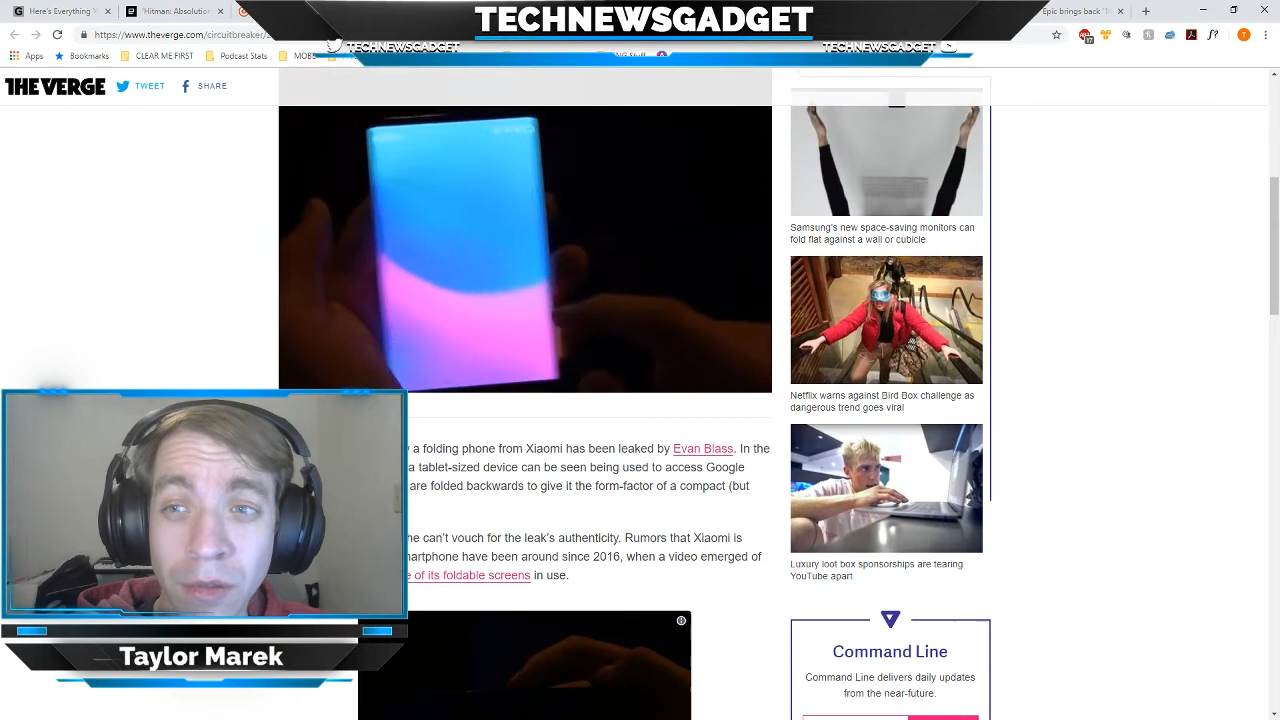 TECHNEWSGADGET
Here's Everything Y
"Hitman: Absolution
Epic brings back '1
https://www.theverge.com/circuitbreaker/
TECHNEWSGADGET
TECHNEWSGADGET
Apps
Bookmarks
CLEAR ME FIRST
Podcast Stats
MOBS
THE VERGE
TWEET
SHARE
Samsung's new space-saving monitors can
fold flat against a wall or cubicle
Netflix warns against Bird Box challenge as
dangerous trend goes viral
Luxury loot box sponsorships are tearing
YouTube apart
a folding phone from Xiaomi has been leaked by Evan Blass. In the
a tablet-sized device can be seen being used to access Google
are folded backwards to give it the form-factor of a compact (but
he can't vouch for the leak's authenticity. Rumors that Xiaomi is
martphone have been around since 2016, when a video emerged of
e of its foldable screens in use.
Taylor Marek
Command Line
Command Line delivers daily updates
from the near-future.